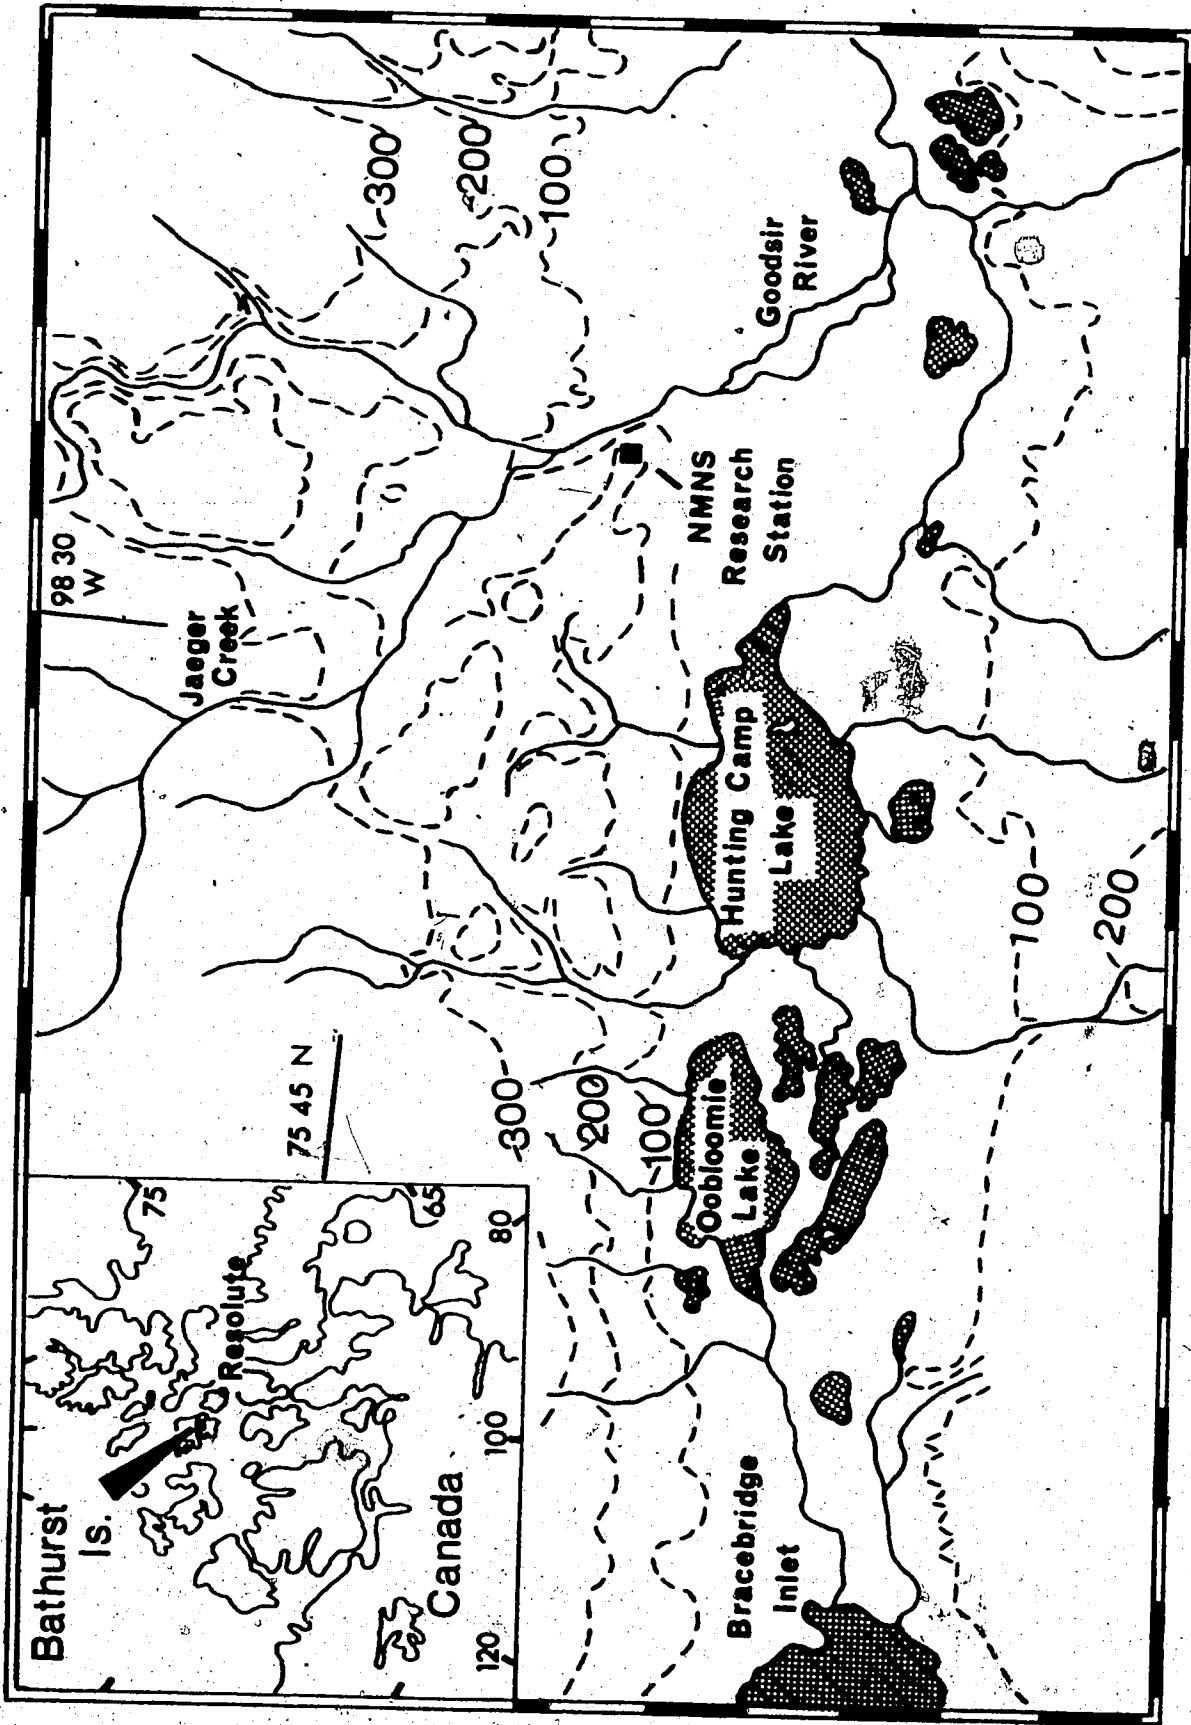 Bathurst
Is.
Resolute
Canada
75
65
80
100
120
75 45 N
98 30
W
Jaeger
Creek
300
200
100
300
200
100
Goodsir
River
NMNS
Research
Station
Hunting Camp
Lake
Oobloomie
Lake
Bracebridge
Inlet
100
200